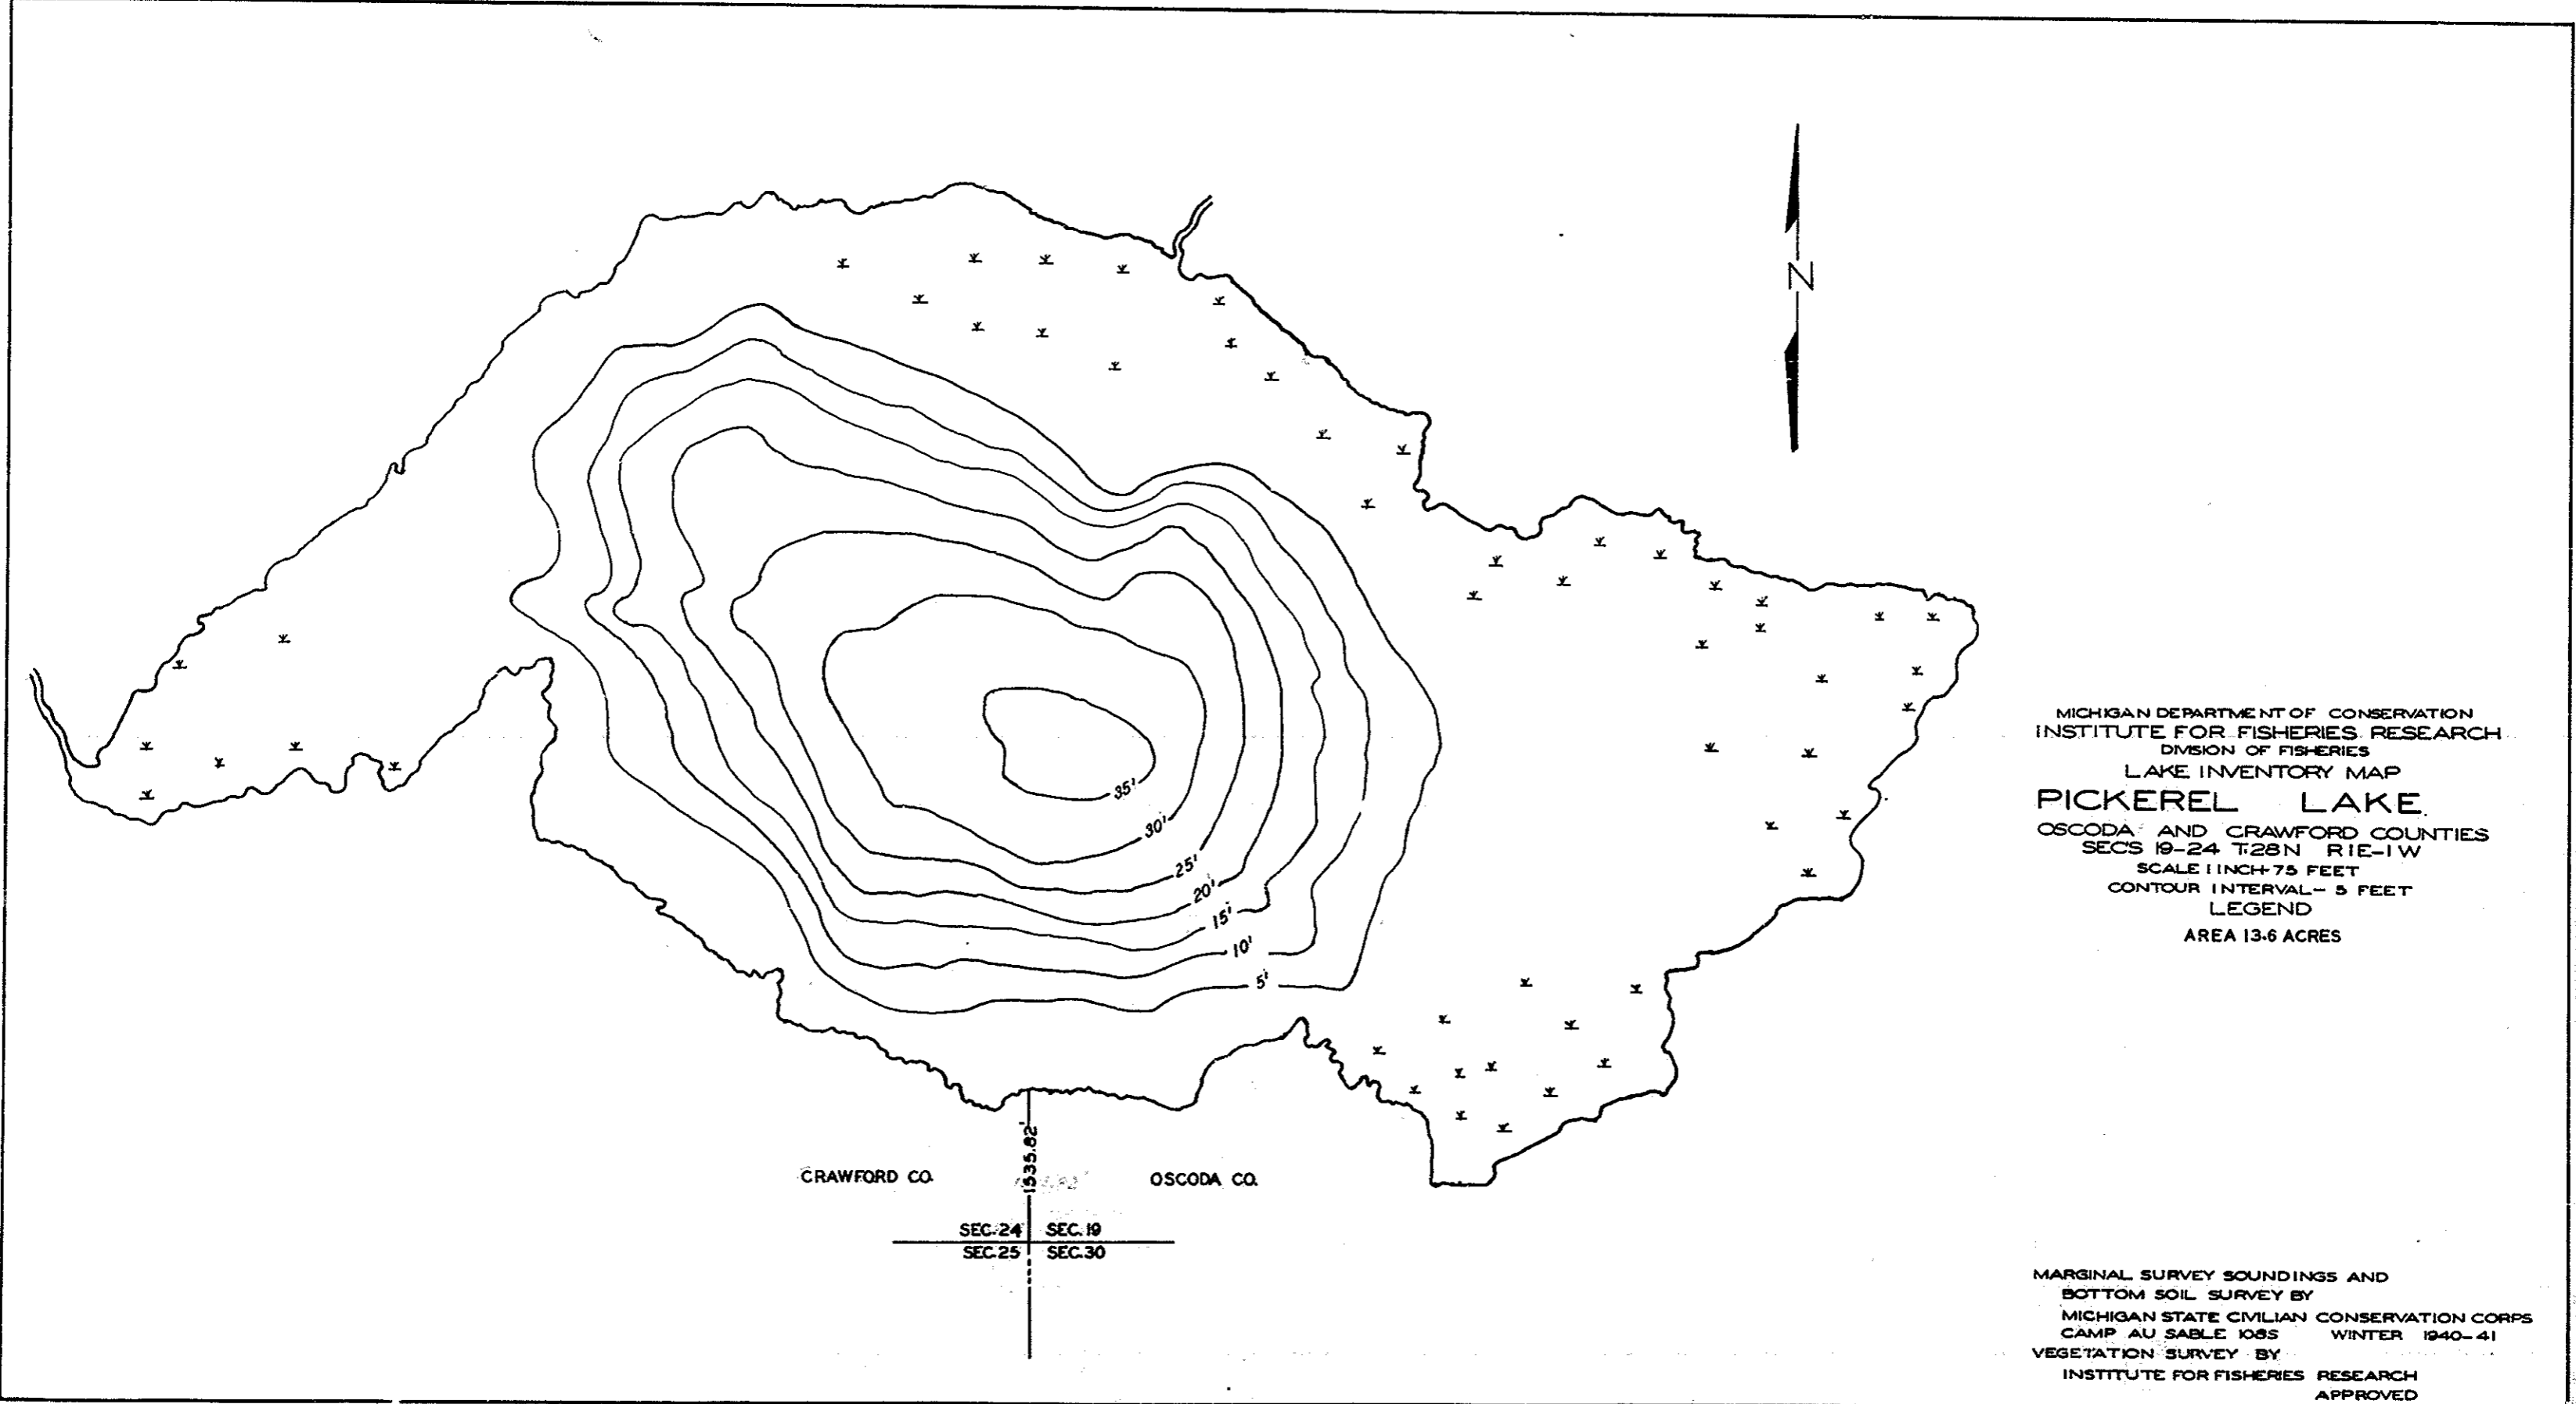 N
35'
30'
25'
20'
15'
10'
5'
MICHIGAN DEPARTMENT OF CONSERVATION
INSTITUTE FOR FISHERIES RESEARCH
DIVISION OF FISHERIES
LAKE INVENTORY MAP
PICKEREL LAKE
OSCODA AND CRAWFORD COUNTIES
SEC'S 19-24 T.28N R1E-1W
SCALE 1 INCH-75 FEET
CONTOUR INTERVAL- 5 FEET
LEGEND
AREA 13.6 ACRES
1535.82'
CRAWFORD CO. OSCODA CO.
SEC. 24 SEC. 19
SEC. 25 SEC. 30
MARGINAL SURVEY SOUNDINGS AND
BOTTOM SOIL SURVEY BY
MICHIGAN STATE CIVILIAN CONSERVATION CORPS
CAMP AU SABLE 108S WINTER 1940-41
VEGETATION SURVEY BY
INSTITUTE FOR FISHERIES RESEARCH
APPROVED